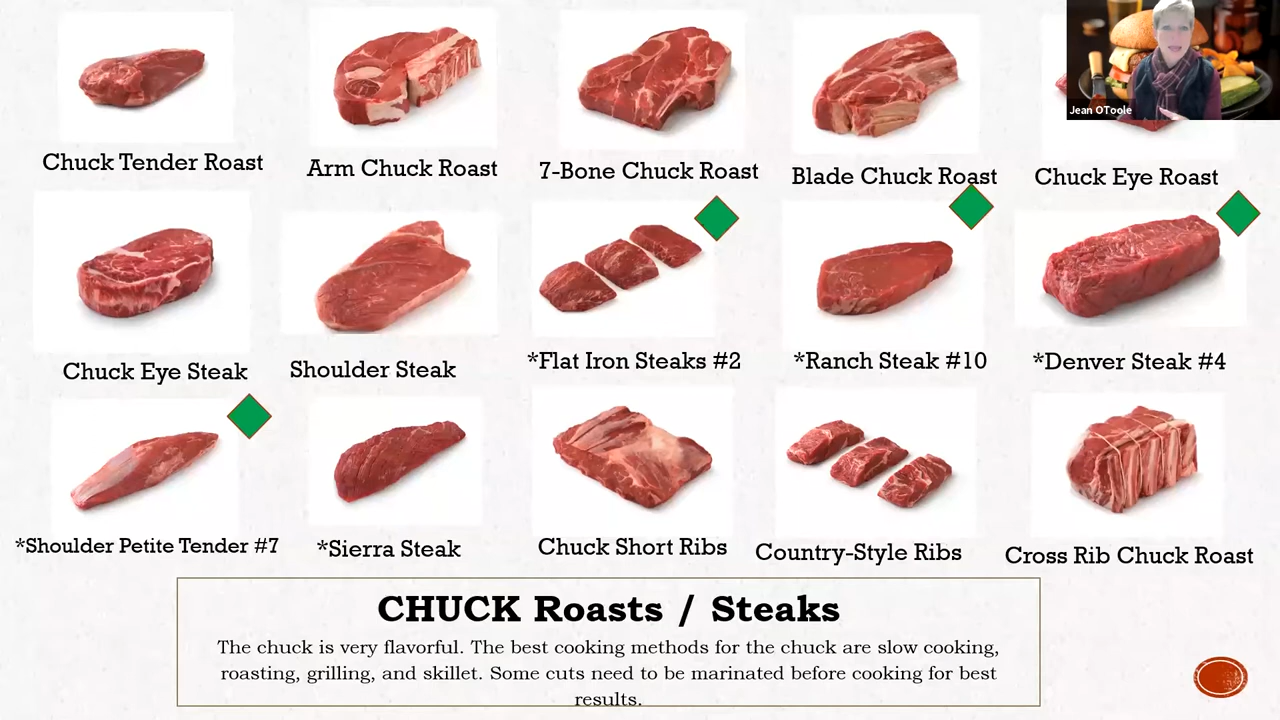 Jean OToole
Chuck Tender Roast
Arm Chuck Roast
7-Bone Chuck Roast
Blade Chuck Roast
Chuck Eye Roast
Chuck Eye Steak
Shoulder Steak
*Flat Iron Steaks #2
*Ranch Steak #10
*Denver Steak #4
*Shoulder Petite Tender #7
*Sierra Steak
Chuck Short Ribs
Country-Style Ribs
Cross Rib Chuck Roast
CHUCK Roasts / Steaks
The chuck is very flavorful. The best cooking methods for the chuck are slow cooking,
roasting, grilling, and skillet. Some cuts need to be marinated before cooking for best
results.